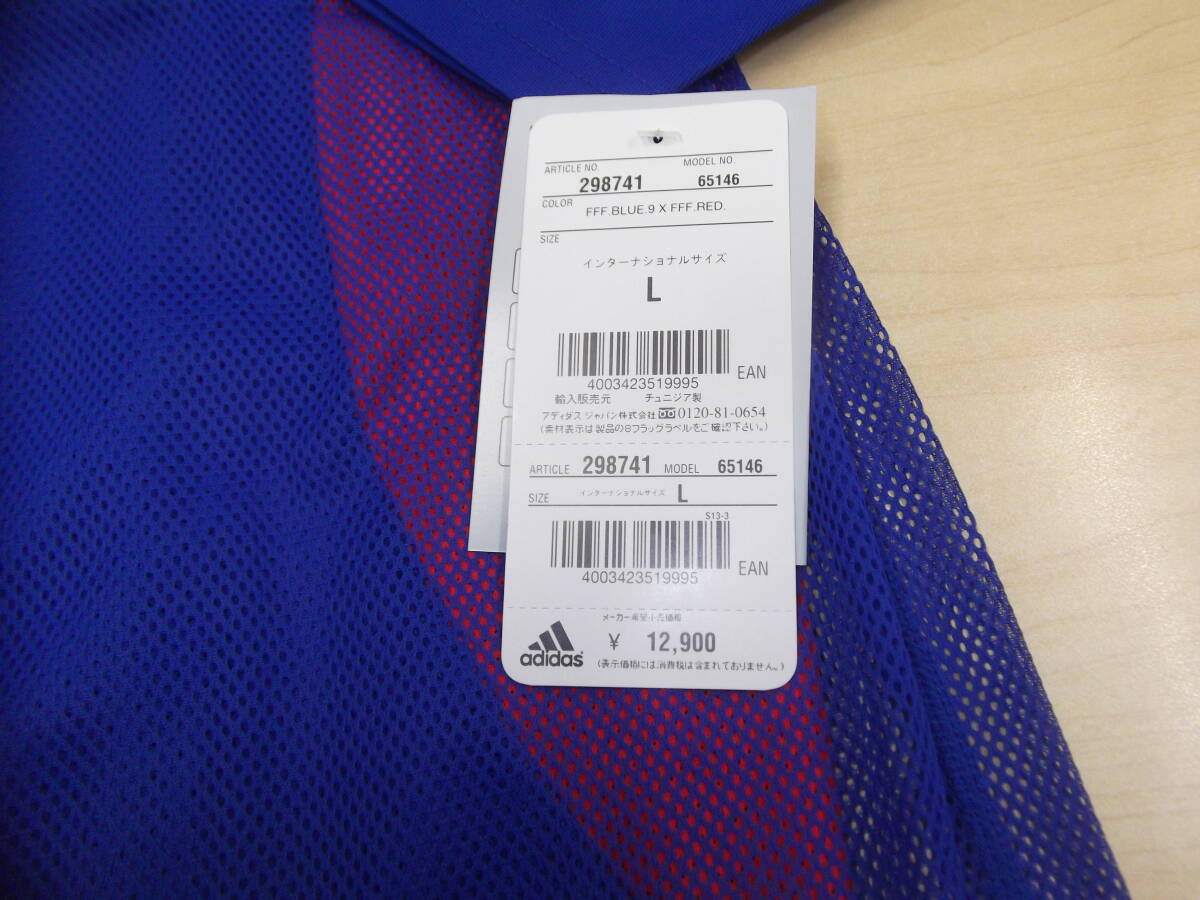 ARTICLE NO. MODEL NO.
298741 65146
COLOR FFF.BLUE.9 X FFF.RED.
SIZE
インターナショナルサイズ
L
4003423519995 EAN
輸入販売元 チュニジア製
アディダス ジャパン株式会社 0120-81-0654
(素材表示は製品の8フラッグラベルをご確認下さい。)
ARTICLE 298741 MODEL 65146
SIZE インターナショナルサイズ L
S13-3
4003423519995 EAN
メーカー希望小売価格
adidas ¥ 12,900
(表示価格には消費税は含まれておりません。)